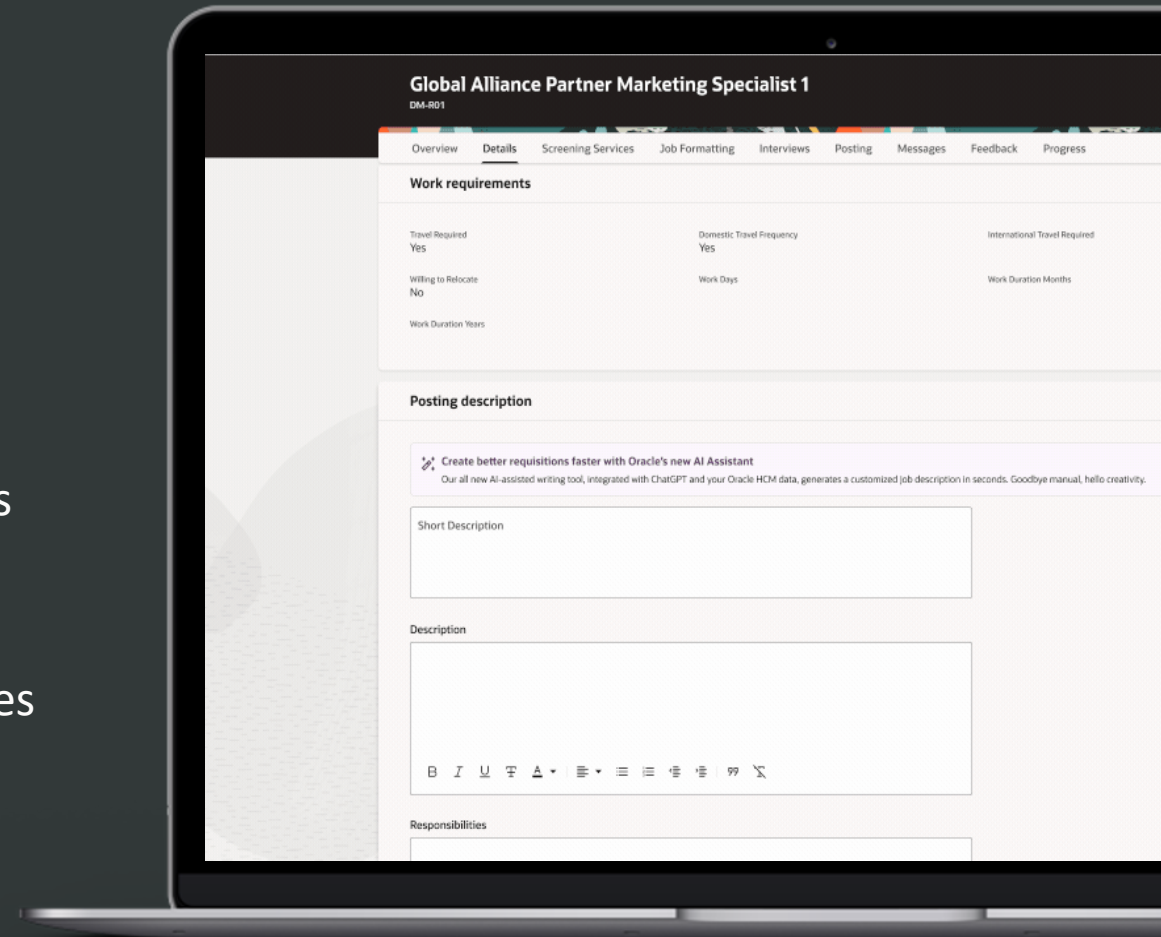 Global Alliance Partner Marketing Specialist 1
DM-R01
Overview Details Screening Services Job Formatting Interviews Posting Messages Feedback Progress
Work requirements
Travel Required Domestic Travel Frequency International Travel Required
Yes Yes
Willing to Relocate Work Days Work Duration Months
No
Work Duration Years
Posting description
Create better requisitions faster with Oracle's new AI Assistant
Our all new AI-assisted writing tool, integrated with ChatGPT and your Oracle HCM data, generates a customized job description in seconds. Goodbye manual, hello creativity.
s
Short Description
Description
es
B I U T A 99 T
Responsibilities